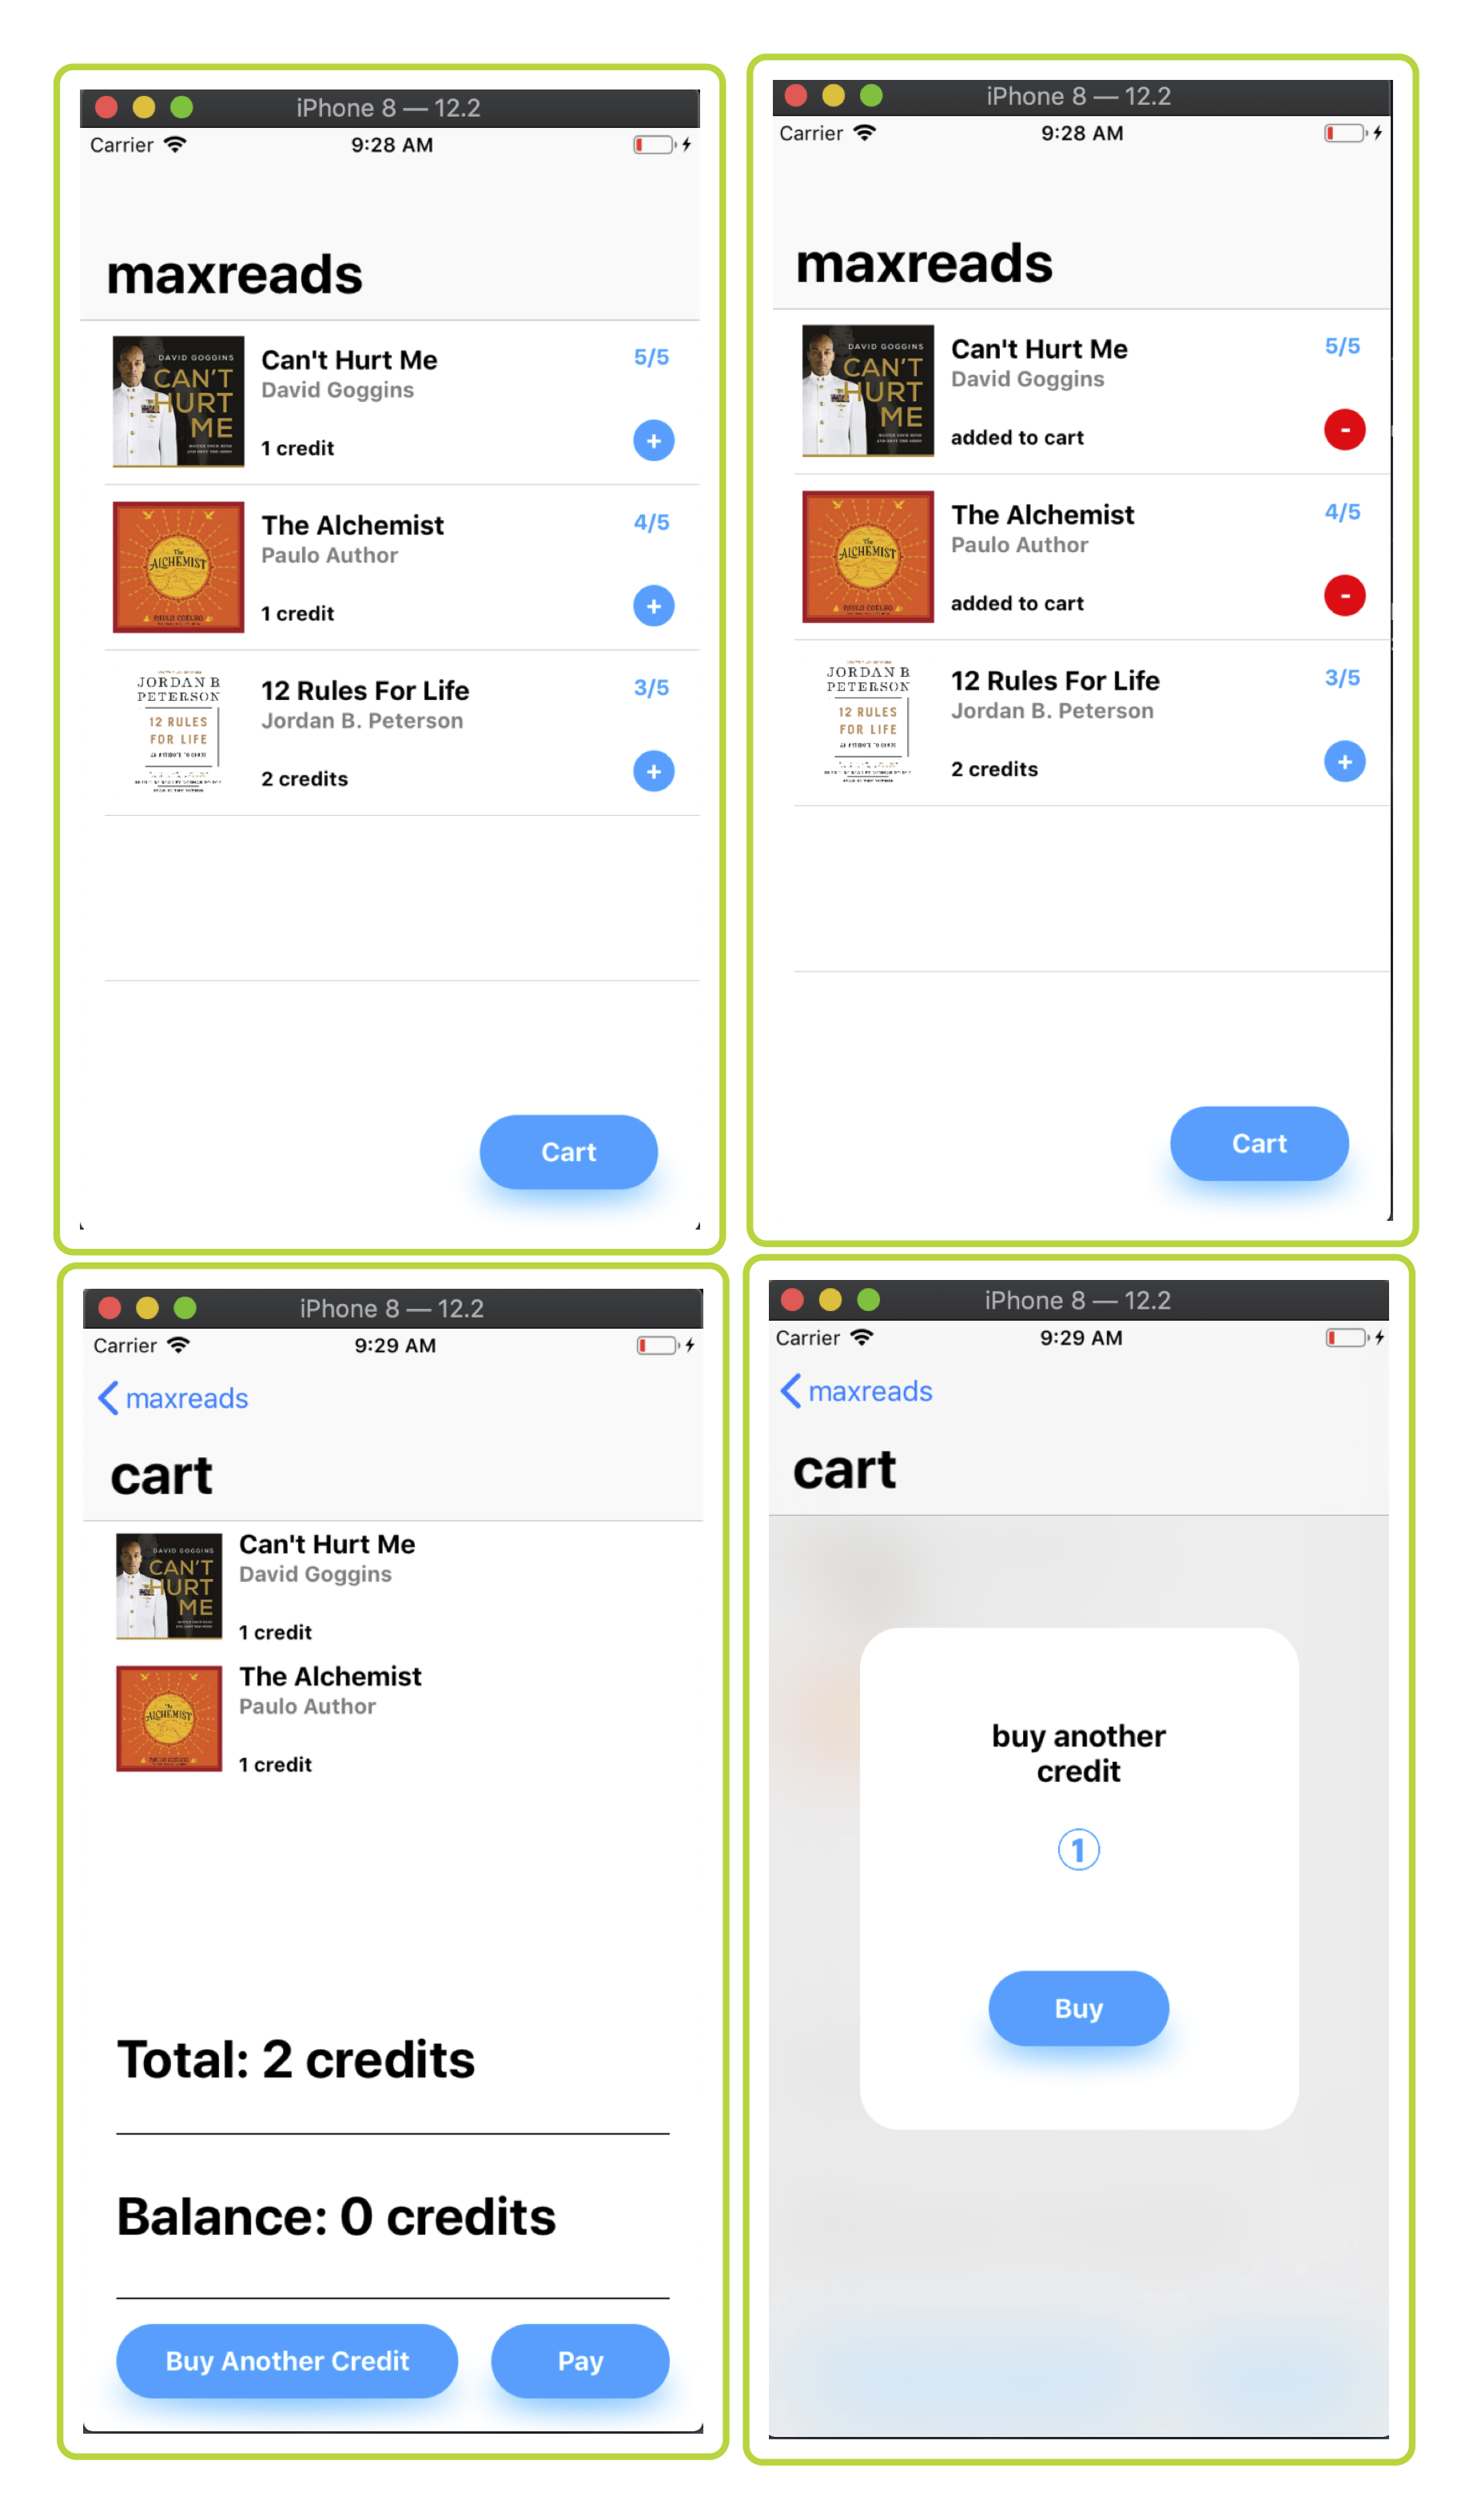 iPhone 8 — 12.2
Carrier 9:28 AM
maxreads
DAVID GOGGINS
CAN'T
HURT
ME
Can't Hurt Me
David Goggins
1 credit
5/5
+
The
ALCHEMIST
PAULO COELHO
The Alchemist
Paulo Author
1 credit
4/5
+
JORDAN B
PETERSON
12 RULES
FOR LIFE
12 Rules For Life
Jordan B. Peterson
2 credits
3/5
+
Cart
iPhone 8 — 12.2
Carrier 9:28 AM
maxreads
DAVID GOGGINS
CAN'T
HURT
ME
Can't Hurt Me
David Goggins
added to cart
5/5
-
The
ALCHEMIST
PAULO COELHO
The Alchemist
Paulo Author
added to cart
4/5
-
JORDAN B
PETERSON
12 RULES
FOR LIFE
12 Rules For Life
Jordan B. Peterson
2 credits
3/5
+
Cart
iPhone 8 — 12.2
Carrier 9:29 AM
maxreads
cart
DAVID GOGGINS
CAN'T
HURT
ME
Can't Hurt Me
David Goggins
1 credit
The
ALCHEMIST
PAULO COELHO
The Alchemist
Paulo Author
1 credit
Total: 2 credits
Balance: 0 credits
Buy Another Credit
Pay
iPhone 8 — 12.2
Carrier 9:29 AM
maxreads
cart
buy another
credit
1
Buy